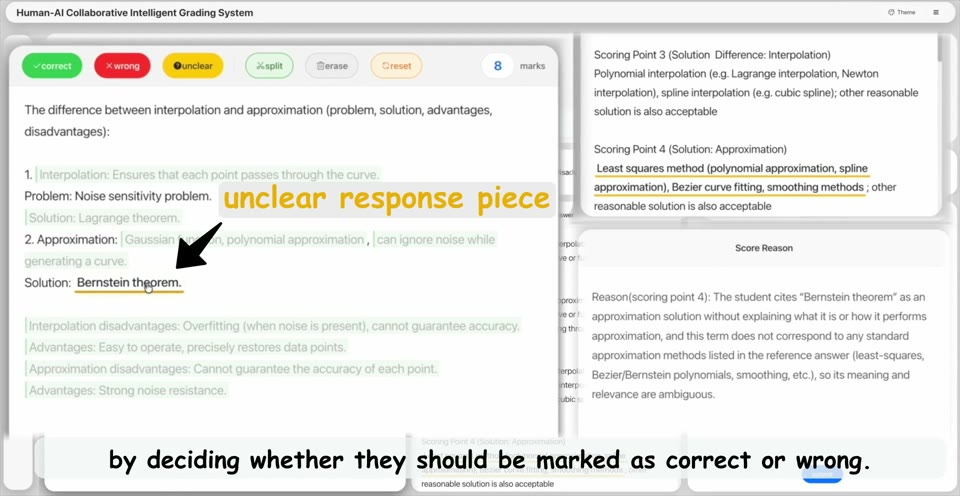 Human-AI Collaborative Intelligent Grading System
Theme
correct
wrong
unclear
split
erase
reset
8 marks
The difference between interpolation and approximation (problem, solution, advantages,
disadvantages):
1. Interpolation: Ensures that each point passes through the curve.
Problem: Noise sensitivity problem.
unclear response piece
Solution: Lagrange theorem.
2. Approximation: Gaussian function, polynomial approximation , can ignore noise while
generating a curve.
Solution: Bernstein theorem.
Interpolation disadvantages: Overfitting (when noise is present), cannot guarantee accuracy.
Advantages: Easy to operate, precisely restores data points.
Approximation disadvantages: Cannot guarantee the accuracy of each point.
Advantages: Strong noise resistance.
Scoring Point 3 (Solution Difference: Interpolation)
Polynomial interpolation (e.g. Lagrange interpolation, Newton
interpolation), spline interpolation (e.g. cubic spline); other reasonable
solution is also acceptable
Scoring Point 4 (Solution: Approximation)
Least squares method (polynomial approximation, spline
approximation), Bezier curve fitting, smoothing methods ; other
reasonable solution is also acceptable
Score Reason
Reason(scoring point 4): The student cites “Bernstein theorem” as an
approximation solution without explaining what it is or how it performs
approximation, and this term does not correspond to any standard
approximation methods listed in the reference answer (least-squares,
Bezier/Bernstein polynomials, smoothing, etc.), so its meaning and
relevance are ambiguous.
Scoring Point 4 (Solution: Approximation)
by deciding whether they should be marked as correct or wrong.
reasonable solution is also acceptable